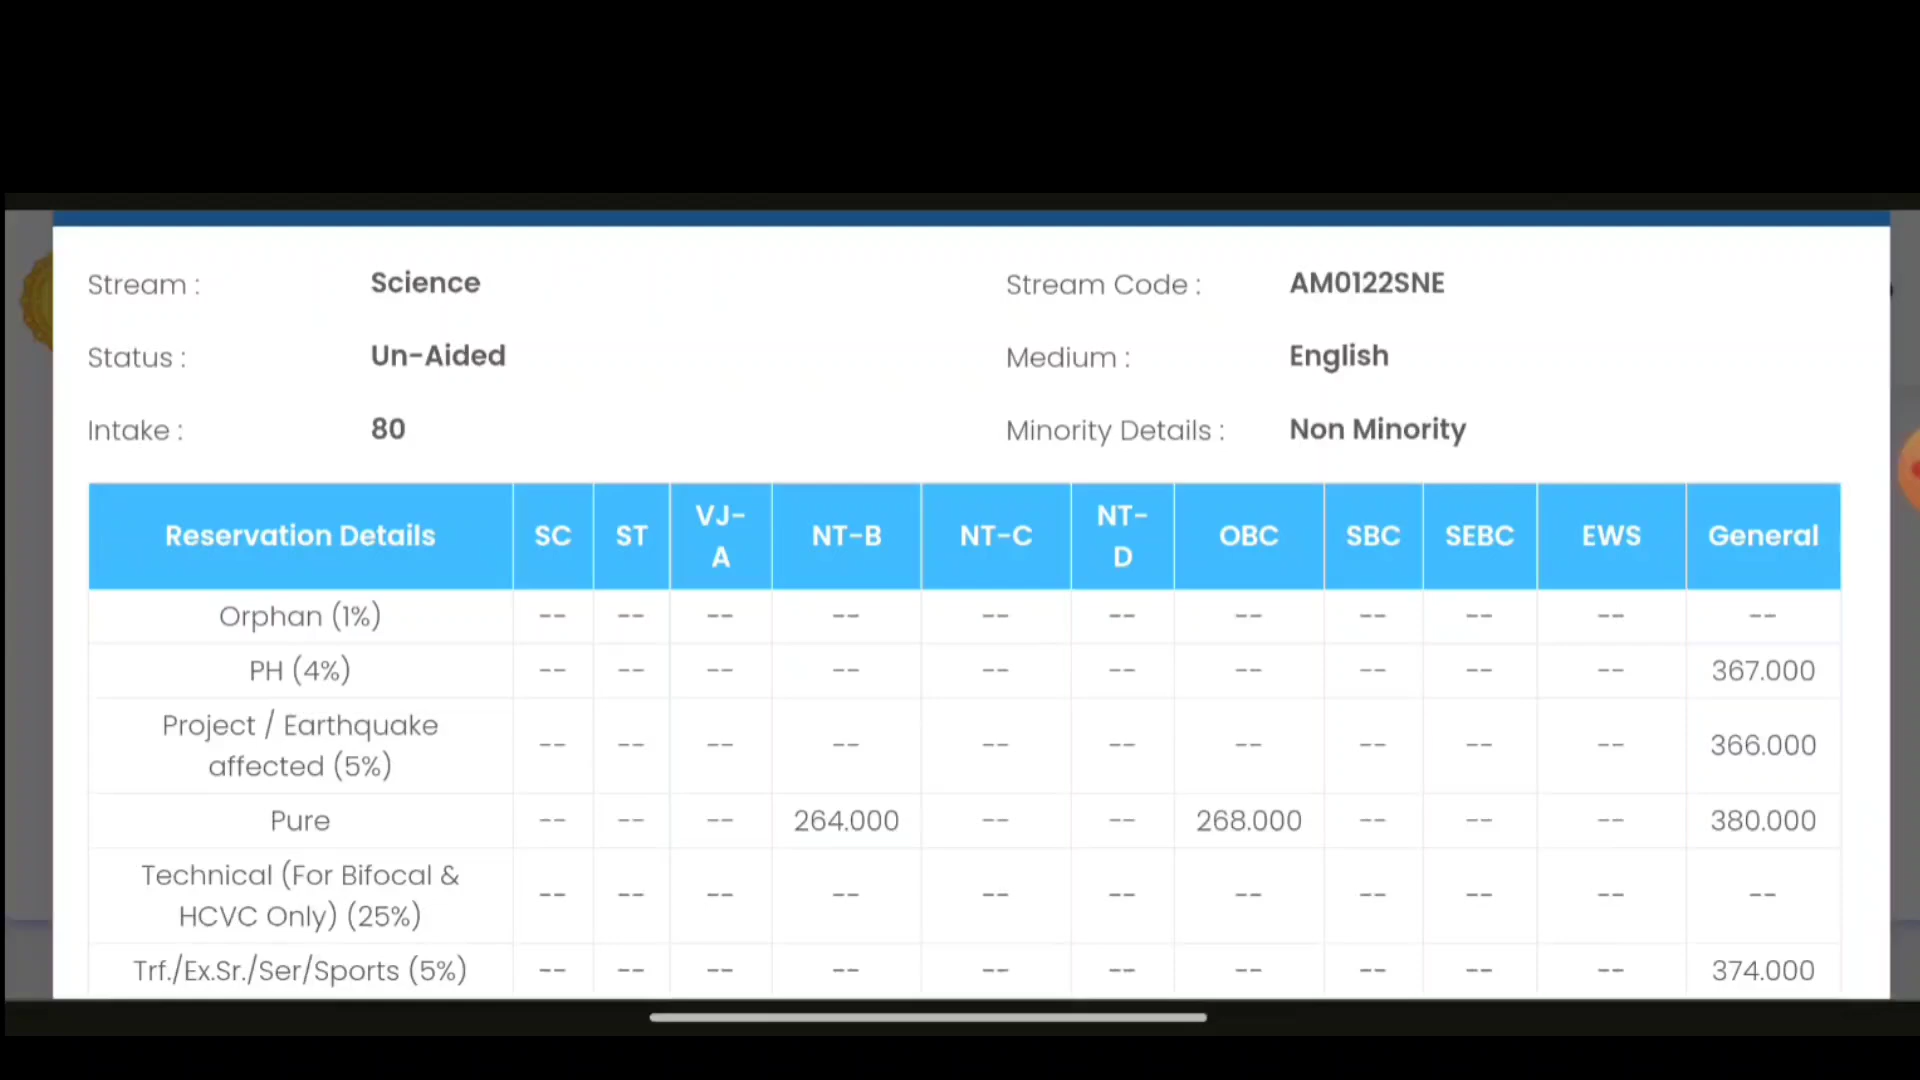 Stream : Science Stream Code : AM0122SNE
Status : Un-Aided Medium : English
Intake : 80 Minority Details : Non Minority
Reservation Details SC ST VJ-A NT-B NT-C NT-D OBC SBC SEBC EWS General
Orphan (1%) -- -- -- -- -- -- -- -- -- -- --
PH (4%) -- -- -- -- -- -- -- -- -- -- 367.000
Project / Earthquake
affected (5%) -- -- -- -- -- -- -- -- -- -- 366.000
Pure -- -- -- 264.000 -- -- 268.000 -- -- -- 380.000
Technical (For Bifocal &
HCVC Only) (25%) -- -- -- -- -- -- -- -- -- -- --
Trf./Ex.Sr./Ser/Sports (5%) -- -- -- -- -- -- -- -- -- -- 374.000